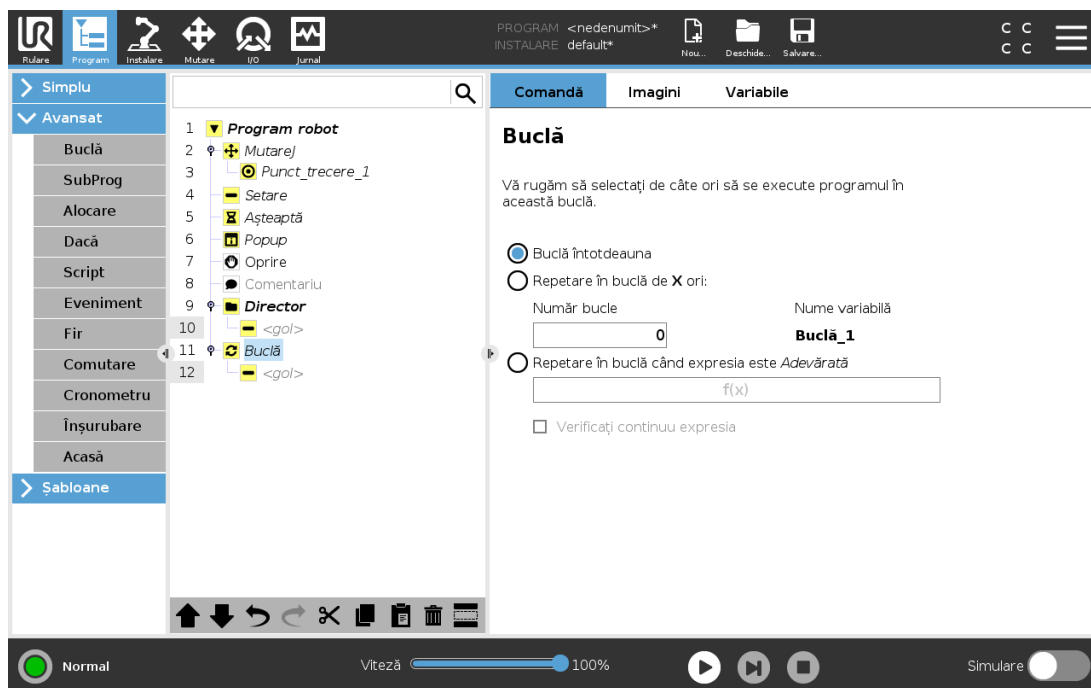 PROGRAM <nedenumit>*
INSTALARE default*
C C
C C
Rulare Program Instalare Mutare I/O Jurnal Nou... Deschide... Salvare...
Simplu
Avansat
Buclă
SubProg
Alocare
Dacă
Script
Eveniment
Fir
Comutare
Cronometru
Înșurubare
Acasă
Șabloane
1 Program robot
2 MutareJ
3 Punct_trecere_1
4 Setare
5 Așteaptă
6 Popup
7 Oprire
8 Comentariu
9 Director
10 <gol>
11 Buclă
12 <gol>
Comandă Imagini Variabile
Buclă
Vă rugăm să selectați de câte ori să se execute programul în
această buclă.
Buclă întotdeauna
Repetare în buclă de X ori:
Număr bucle Nume variabilă
0 Buclă_1
Repetare în buclă când expresia este Adevărată
f(x)
Verificați continuu expresia
Normal Viteză 100% Simulare